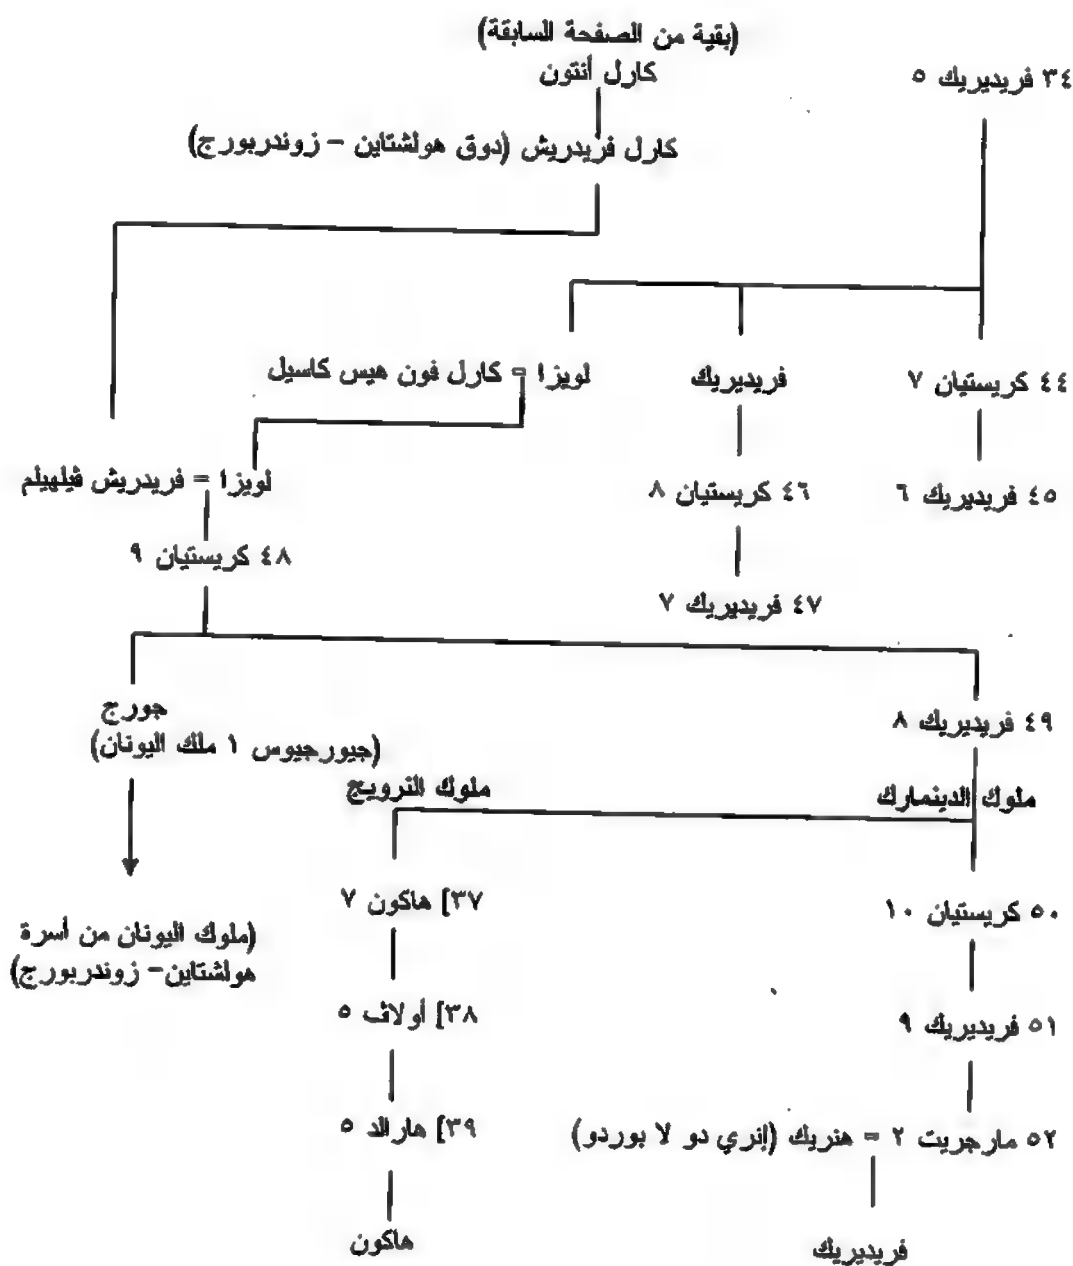 (بقية من الصفحة السابقة)
كارل أنتون
٣٤ فريديريك ٥
كارل فريدريش (دوق هولشتاين - زوندربورج)
٤٤ كريستيان ٧
فريديريك
لويزا = كارل فون هيس كاسيل
٤٥ فريديريك ٦
٤٦ كريستيان ٨
لويزا = فريدريش ڤيلهيلم
٤٨ كريستيان ٩
٤٧ فريديريك ٧
٤٩ فريديريك ٨
جورج
(جيورجيوس ١ ملك اليونان)
ملوك الدينمارك
ملوك النرويج
٥٠ كريستيان ١٠
٣٧] هاكون ٧
(ملوك اليونان من أسرة
هولشتاين- زوندربورج)
٥١ فريديريك ٩
٣٨] أولاڤ ٥
٥٢ مارجريت ٢ = هنريك (إنري دو لا بوردو)
٣٩] هارالد ٥
فريديريك
هاكون